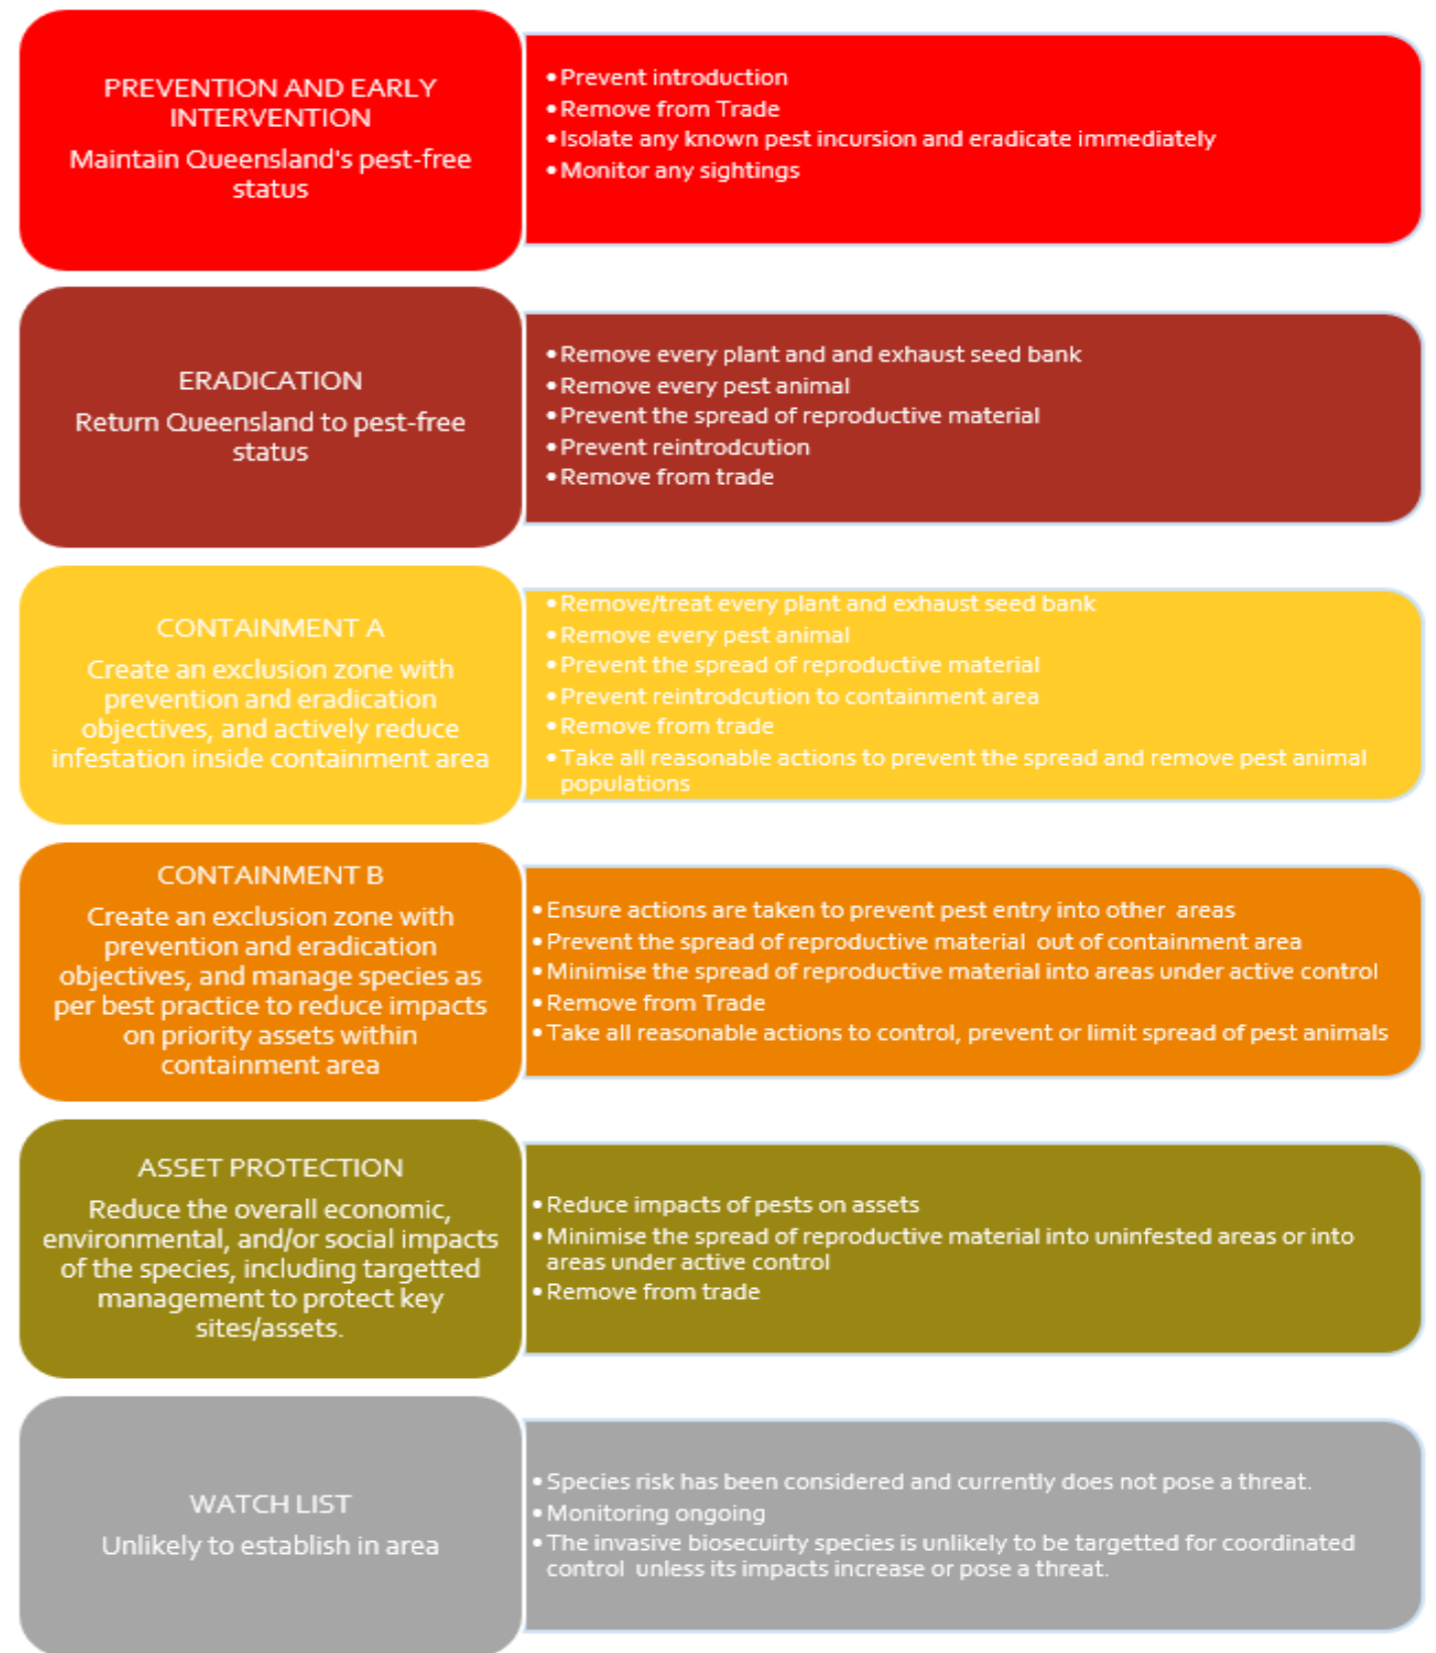 PREVENTION AND EARLY
INTERVENTION
Maintain Queensland's pest-free
status
•Prevent introduction
•Remove from Trade
•Isolate any known pest incursion and eradicate immediately
•Monitor any sightings
ERADICATION
Return Queensland to pest-free
status
•Remove every plant and and exhaust seed bank
•Remove every pest animal
•Prevent the spread of reproductive material
•Prevent reintrodcution
•Remove from trade
CONTAINMENT A
Create an exclusion zone with
prevention and eradication
objectives, and actively reduce
infestation inside containment area
•Remove/treat every plant and exhaust seed bank
•Remove every pest animal
•Prevent the spread of reproductive material
•Prevent reintrodcution to containment area
•Remove from trade
•Take all reasonable actions to prevent the spread and remove pest animal
populations
CONTAINMENT B
Create an exclusion zone with
prevention and eradication
objectives, and manage species as
per best practice to reduce impacts
on priority assets within
containment area
•Ensure actions are taken to prevent pest entry into other areas
•Prevent the spread of reproductive material out of containment area
•Minimise the spread of reproductive material into areas under active control
•Remove from Trade
•Take all reasonable actions to control, prevent or limit spread of pest animals
ASSET PROTECTION
Reduce the overall economic,
environmental, and/or social impacts
of the species, including targetted
management to protect key
sites/assets.
•Reduce impacts of pests on assets
•Minimise the spread of reproductive material into uninfested areas or into
areas under active control
•Remove from trade
WATCH LIST
Unlikely to establish in area
•Species risk has been considered and currently does not pose a threat.
•Monitoring ongoing
•The invasive biosecuirty species is unlikely to be targetted for coordinated
control unless its impacts increase or pose a threat.